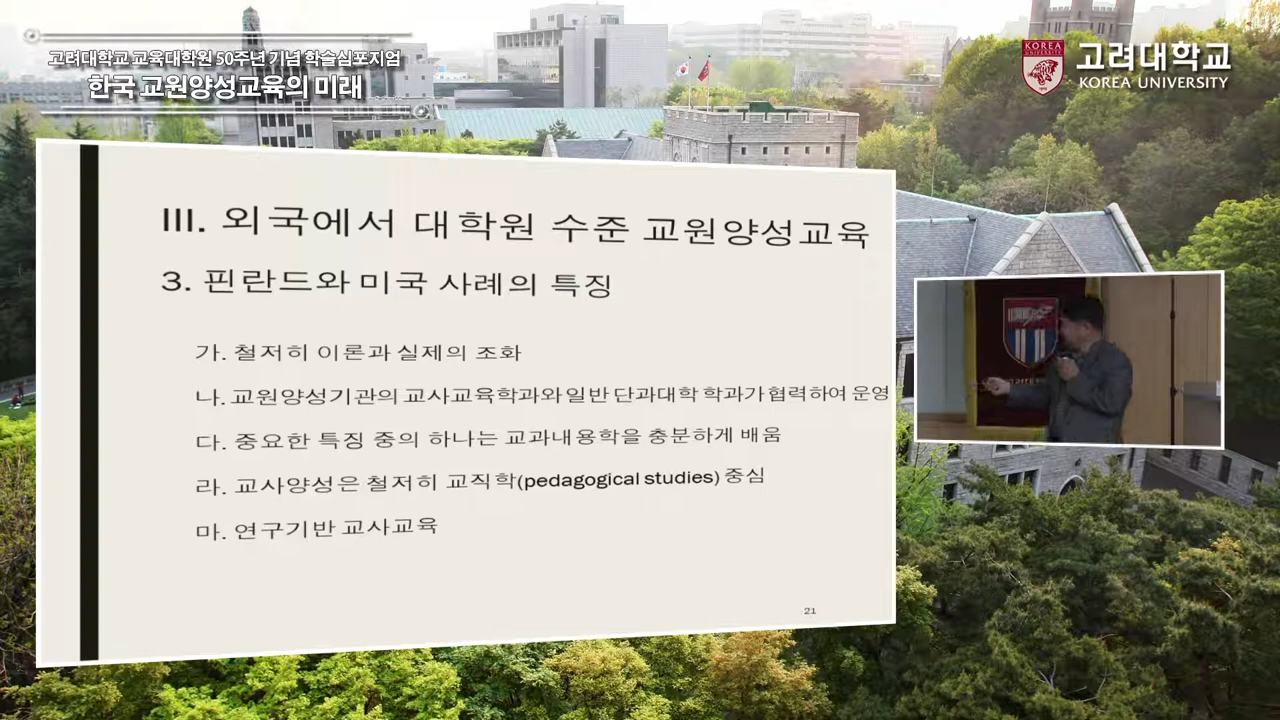 고려대학교 교육대학원 50주년 기념 학술심포지엄
한국 교원양성교육의 미래
KOREA
UNIVERSITY
고려대학교
KOREA UNIVERSITY
III. 외국에서 대학원 수준 교원양성교육
3. 핀란드와 미국 사례의 특징
가. 철저히 이론과 실제의 조화
나. 교원양성기관의 교사교육학과와 일반 단과대학 학과가 협력하여 운영
다. 중요한 특징 중의 하나는 교과내용학을 충분하게 배움
라. 교사양성은 철저히 교직학(pedagogical studies) 중심
마. 연구기반 교사교육
21